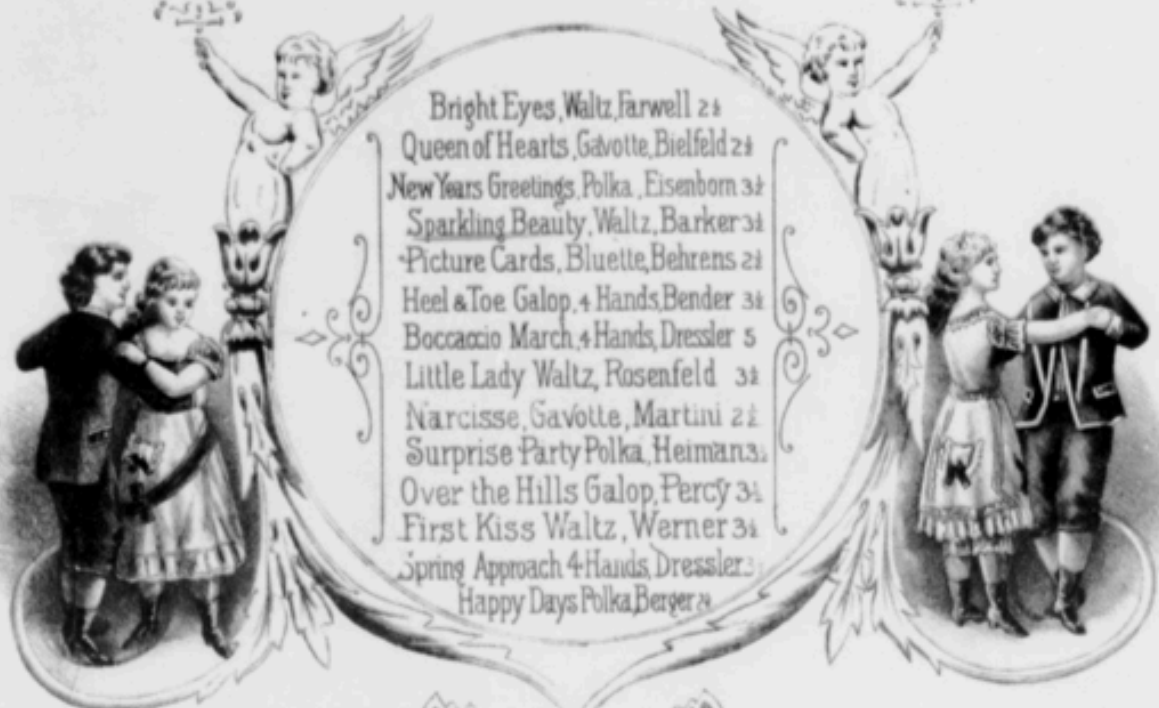 Bright Eyes, Waltz, Farwell 2½
Queen of Hearts, Gavotte, Bielfeld 2½
New Years Greetings, Polka, Eisenborn 3½
Sparkling Beauty, Waltz, Barker 3½
Picture Cards, Bluette, Behrens 2½
Heel & Toe Galop, 4 Hands, Bender 3½
Boccaccio March, 4 Hands, Dressler 5
Little Lady Waltz, Rosenfeld 3½
Narcisse, Gavotte, Martini 2½
Surprise Party Polka, Heiman 3½
Over the Hills Galop, Percy 3½
First Kiss Waltz, Werner 3½
Spring Approach 4 Hands, Dressler
Happy Days Polka, Berger